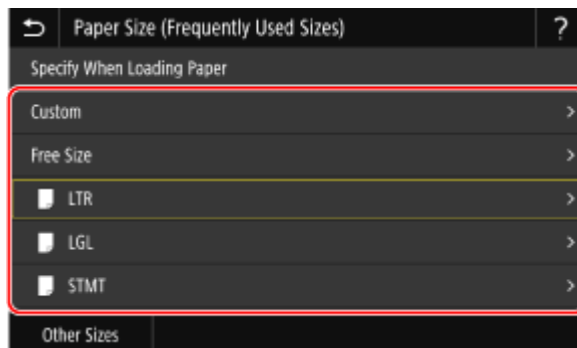 Paper Size (Frequently Used Sizes) ?
Specify When Loading Paper
Custom
Free Size
LTR
LGL
STMT
Other Sizes